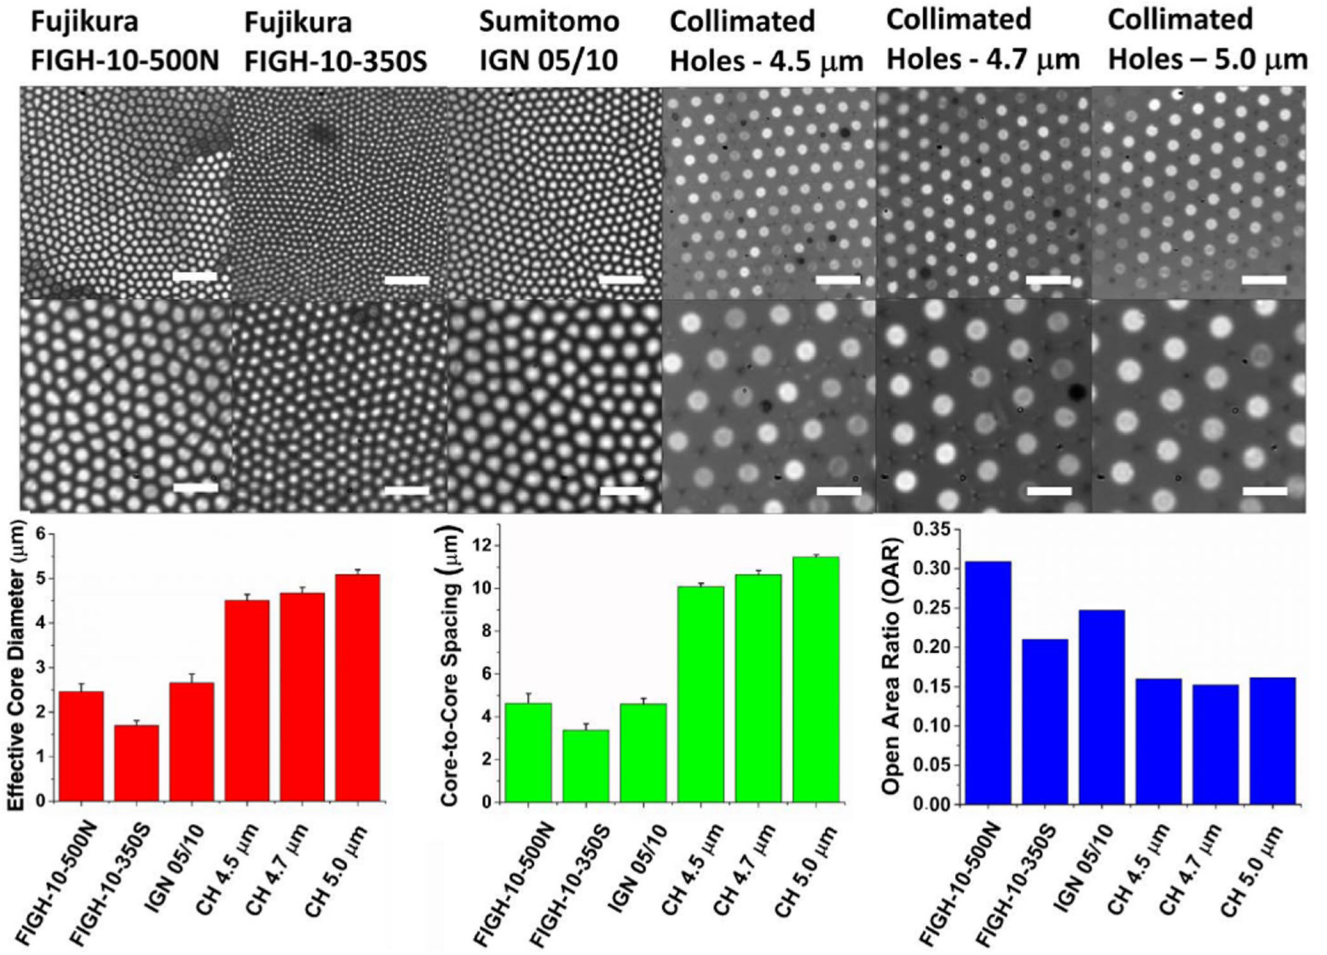 Fujikura
FIGH-10-500N
Fujikura
FIGH-10-350S
Sumitomo
IGN 05/10
Collimated
Holes - 4.5 μm
Collimated
Holes - 4.7 μm
Collimated
Holes – 5.0 μm
Effective Core Diameter (μm)
6
5
4
3
2
1
0
FIGH-10-500N
FIGH-10-350S
IGN 05/10
CH 4.5 μm
CH 4.7 μm
CH 5.0 μm
Core-to-Core Spacing (μm)
12
10
8
6
4
2
0
FIGH-10-500N
FIGH-10-350S
IGN 05/10
CH 4.5 μm
CH 4.7 μm
CH 5.0 μm
Open Area Ratio (OAR)
0.35
0.30
0.25
0.20
0.15
0.10
0.05
0.00
FIGH-10-500N
FIGH-10-350S
IGN 05/10
CH 4.5 μm
CH 4.7 μm
CH 5.0 μm